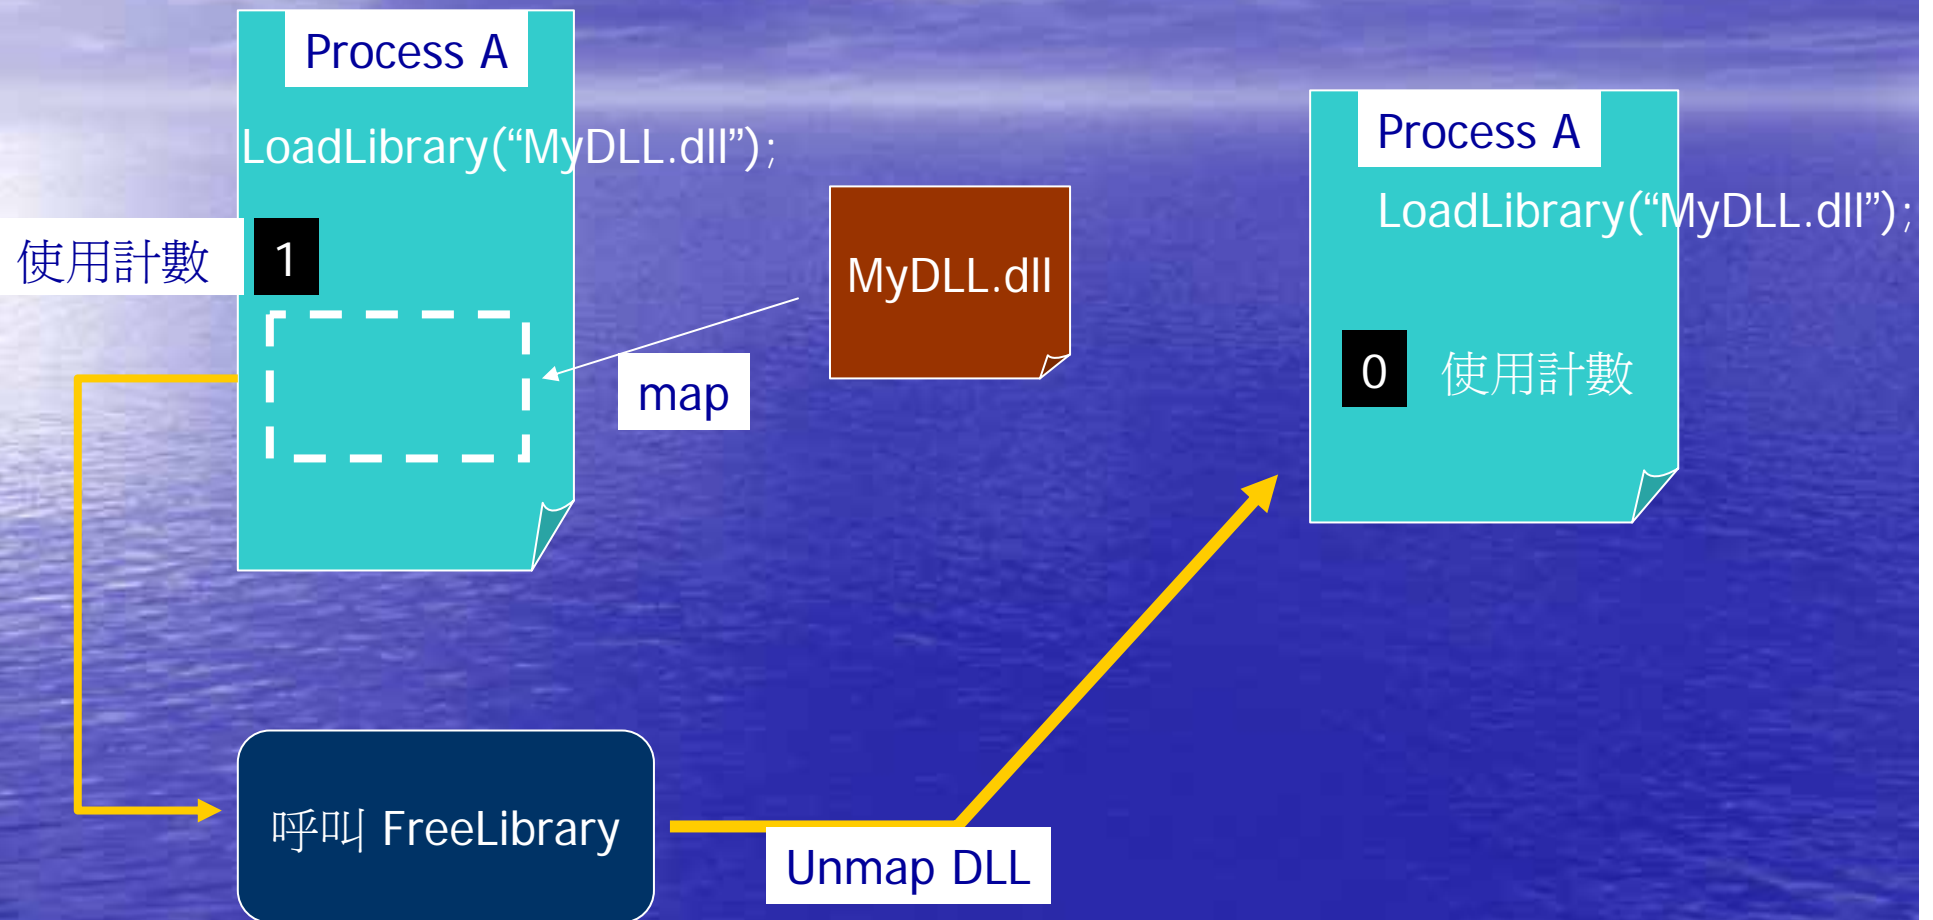 Process A
LoadLibrary(“MyDLL.dll”);
使用計數
1
map
MyDLL.dll
呼叫 FreeLibrary
Unmap DLL
Process A
LoadLibrary(“MyDLL.dll”);
0
使用計數